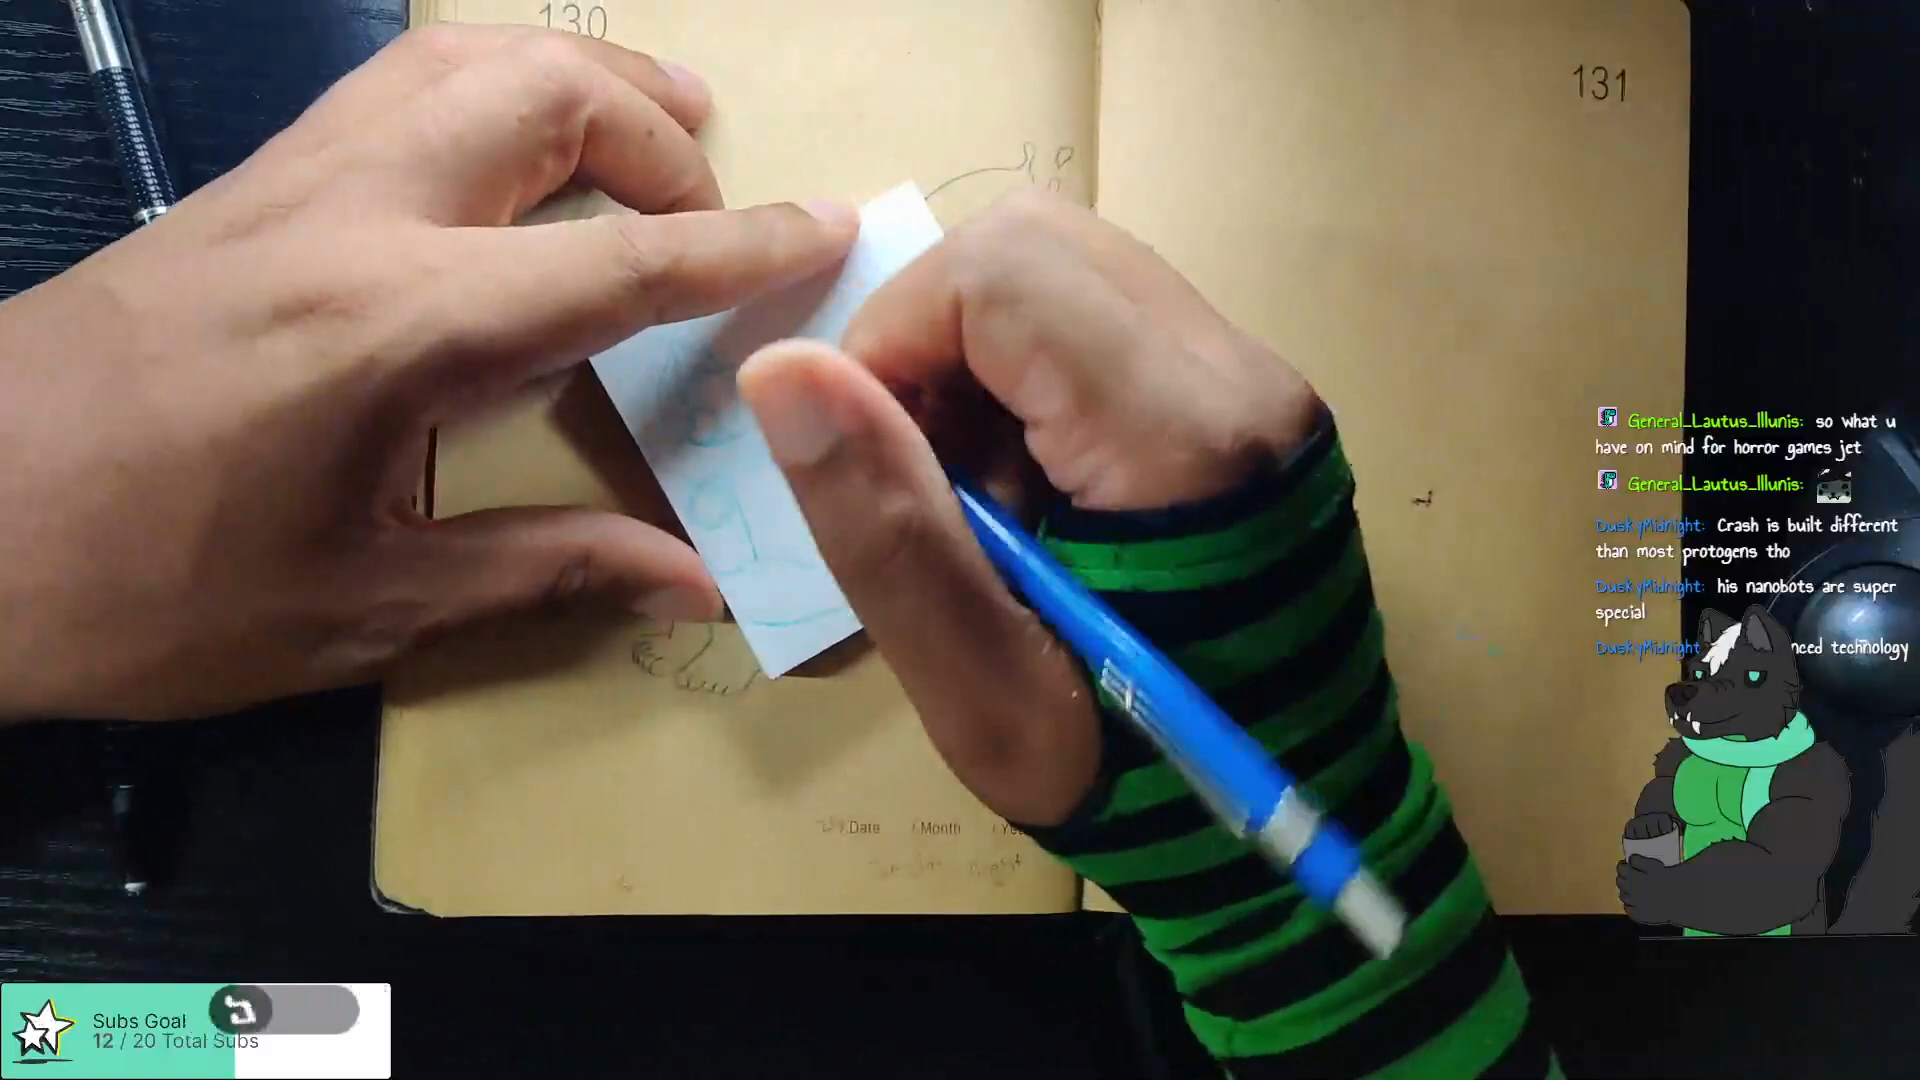 130
131
Date / Month
General_Lautus_Illunis: so what u
have on mind for horror games jet
General_Lautus_Illunis:
DuskyMidnight: Crash is built different
than most protogens tho
DuskyMidnight: his nanobots are super
special
DuskyMidnight
nced technology
Subs Goal
12 / 20 Total Subs